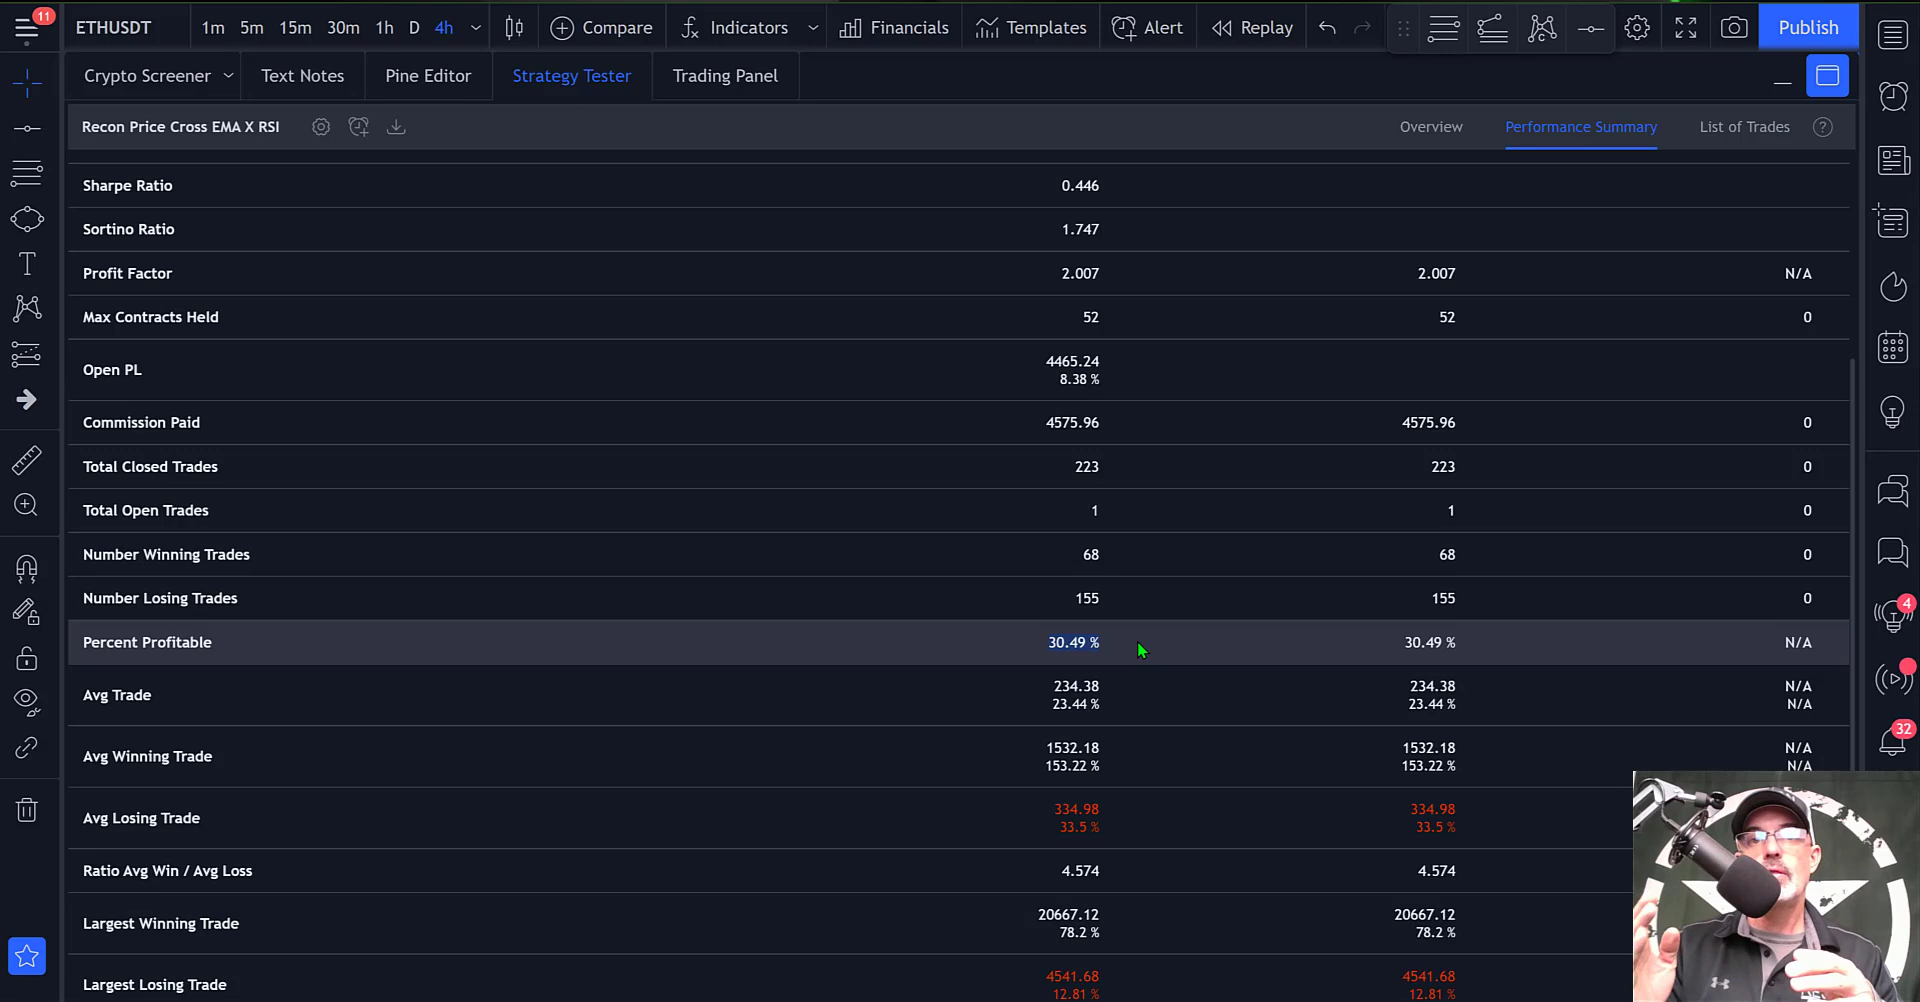 11
ETHUSDT 1m 5m 15m 30m 1h D 4h Compare Indicators Financials Templates Alert Replay Publish
Crypto Screener Text Notes Pine Editor Strategy Tester Trading Panel
Recon Price Cross EMA X RSI Overview Performance Summary List of Trades ?
Sharpe Ratio 0.446
Sortino Ratio 1.747
Profit Factor 2.007 2.007 N/A
Max Contracts Held 52 52 0
Open PL 4465.24
8.38 %
Commission Paid 4575.96 4575.96 0
Total Closed Trades 223 223 0
Total Open Trades 1 1 0
Number Winning Trades 68 68 0
Number Losing Trades 155 155 0
4
Percent Profitable 30.49 % 30.49 % N/A
Avg Trade 234.38 234.38 N/A
23.44 % 23.44 % N/A
32
Avg Winning Trade 1532.18 1532.18 N/A
153.22 % 153.22 % N/A
Avg Losing Trade 334.98 334.98
33.5 % 33.5 %
Ratio Avg Win / Avg Loss 4.574 4.574
Largest Winning Trade 20667.12 20667.12
78.2 % 78.2 %
Largest Losing Trade 4541.68 4541.68
12.81 % 12.81 %